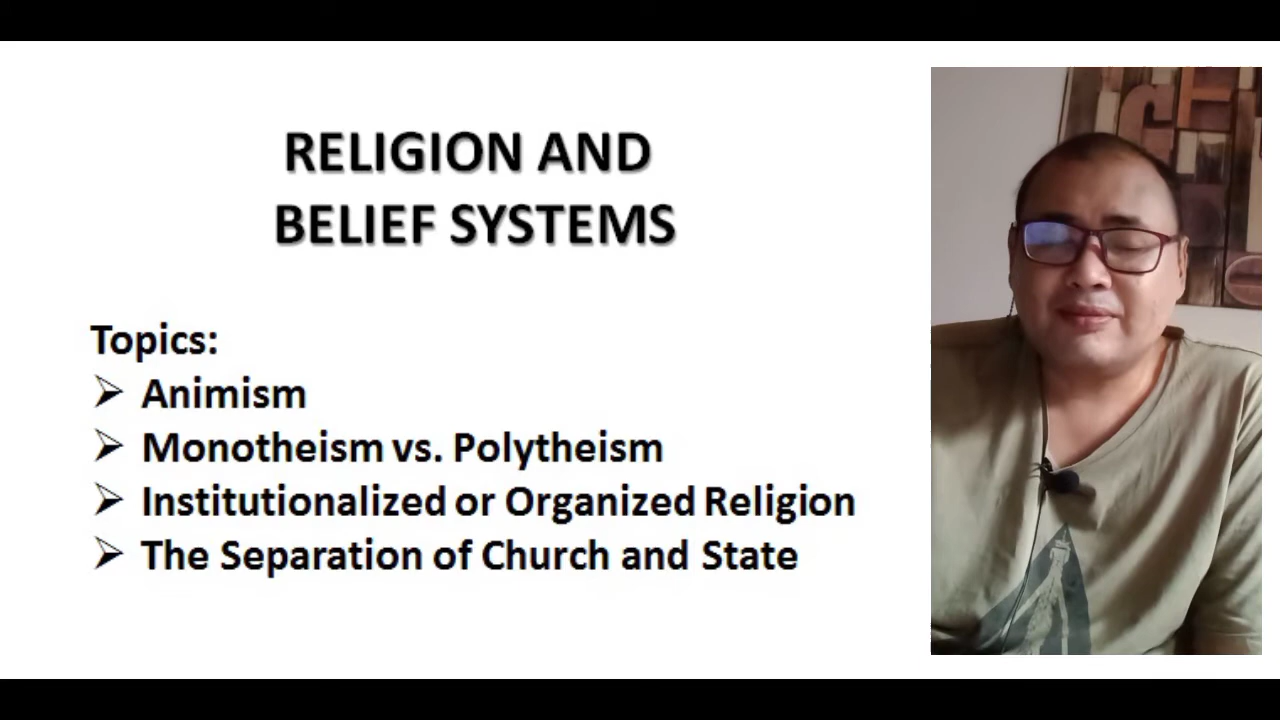 RELIGION AND
BELIEF SYSTEMS
Topics:
➢ Animism
➢ Monotheism vs. Polytheism
➢ Institutionalized or Organized Religion
➢ The Separation of Church and State